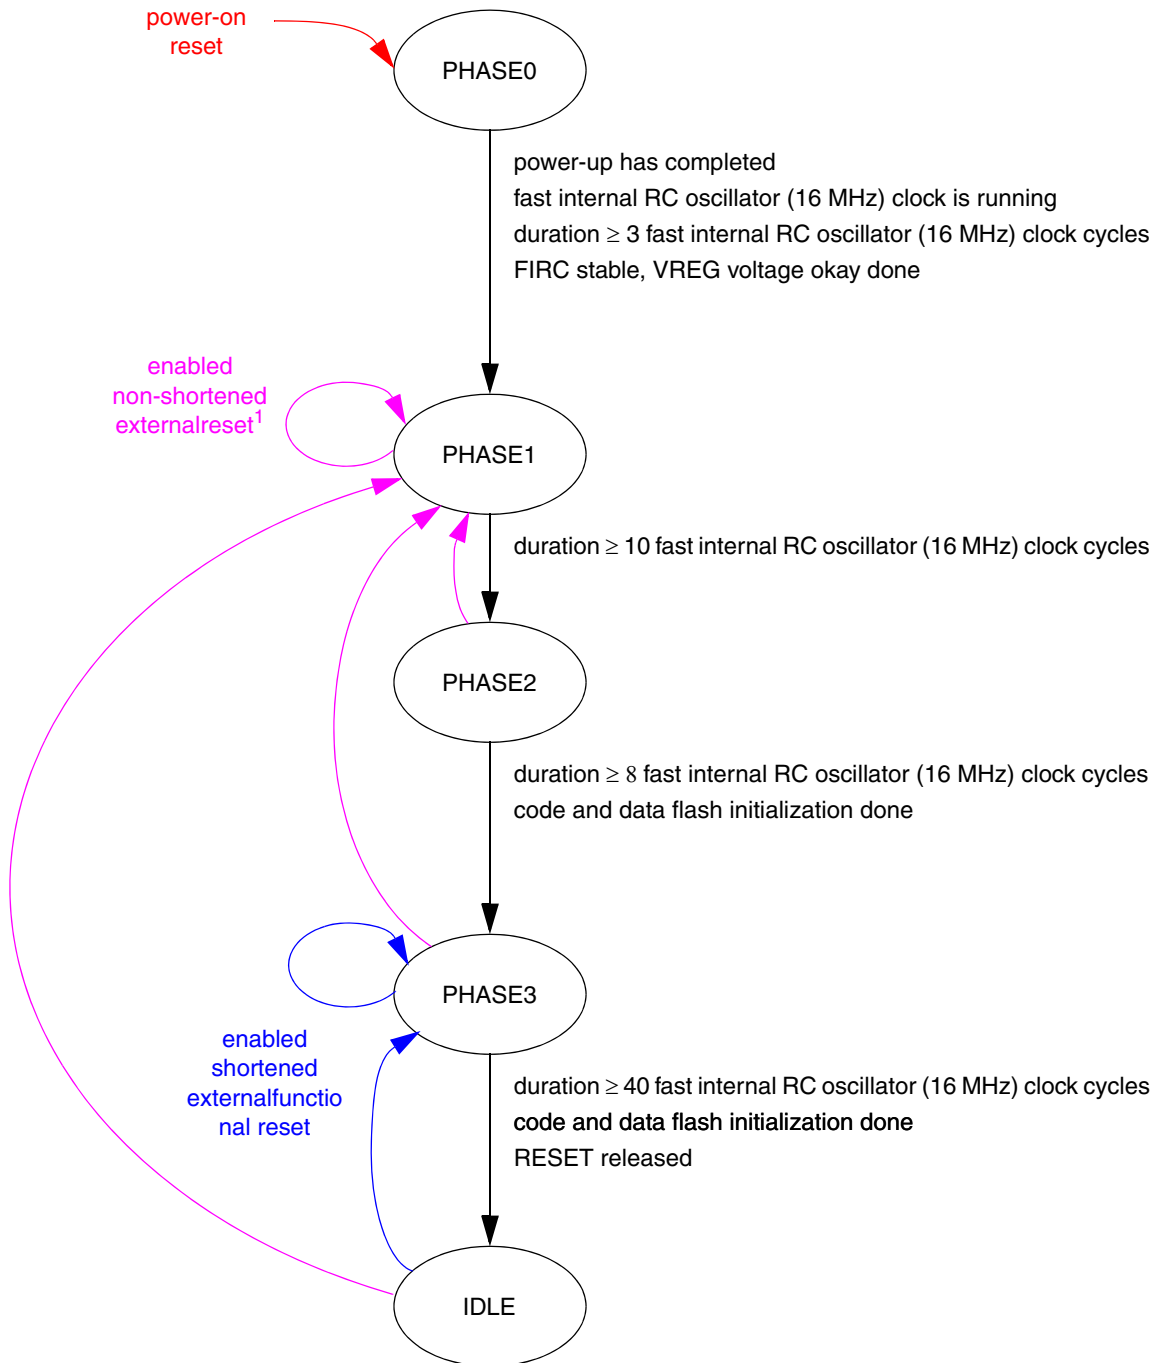 power-on
reset
PHASE0
power-up has completed
fast internal RC oscillator (16 MHz) clock is running
duration ≥ 3 fast internal RC oscillator (16 MHz) clock cycles
FIRC stable, VREG voltage okay done
enabled
non-shortened
externalreset¹
PHASE1
duration ≥ 10 fast internal RC oscillator (16 MHz) clock cycles
PHASE2
duration ≥ 8 fast internal RC oscillator (16 MHz) clock cycles
code and data flash initialization done
PHASE3
enabled
shortened
externalfunctio
nal reset
duration ≥ 40 fast internal RC oscillator (16 MHz) clock cycles
code and data flash initialization done
RESET released
IDLE